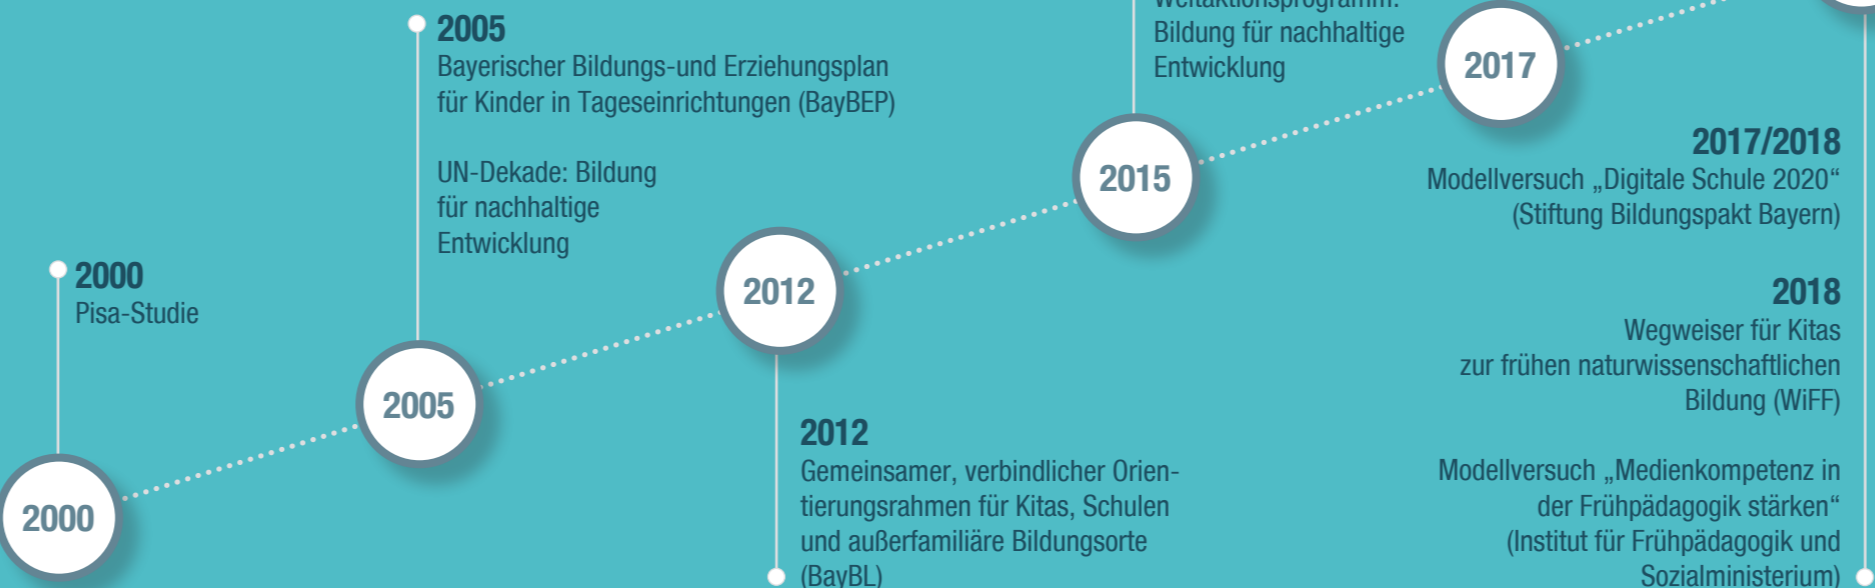 2005
Bayerischer Bildungs-und Erziehungsplan
für Kinder in Tageseinrichtungen (BayBEP)
UN-Dekade: Bildung
für nachhaltige
Entwicklung
2000
Pisa-Studie
2000
2005
2012
2012
Gemeinsamer, verbindlicher Orien-
tierungsrahmen für Kitas, Schulen
und außerfamiliäre Bildungsorte
(BayBL)
Weltaktionsprogramm:
Bildung für nachhaltige
Entwicklung
2015
2017
2017/2018
Modellversuch „Digitale Schule 2020“
(Stiftung Bildungspakt Bayern)
2018
Wegweiser für Kitas
zur frühen naturwissenschaftlichen
Bildung (WiFF)
Modellversuch „Medienkompetenz in
der Frühpädagogik stärken“
(Institut für Frühpädagogik und
Sozialministerium)